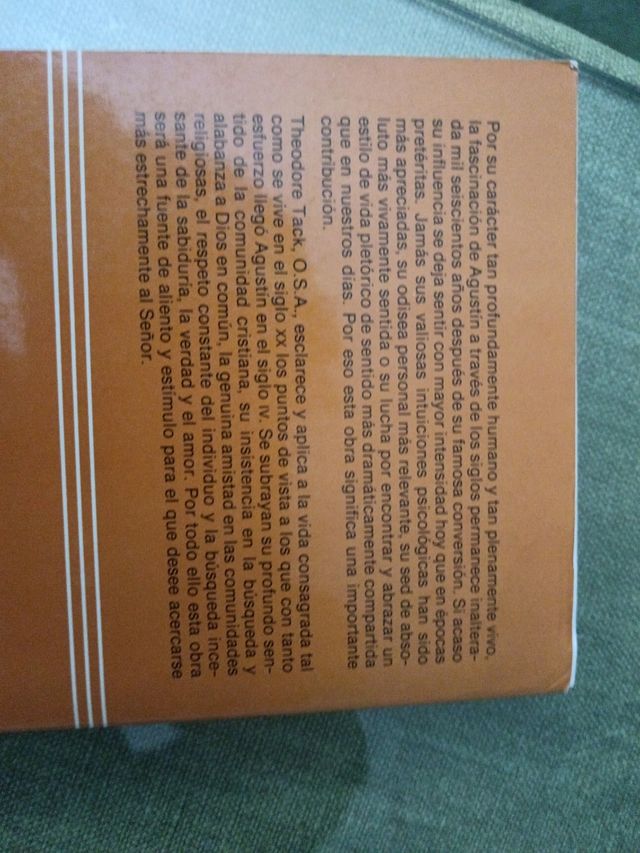 Por su carácter tan profundamente humano y tan plenamente vivo,
la fascinación de Agustín a través de los siglos permanece inaltera-
da mil seiscientos años después de su famosa conversión. Si acaso
su influencia se deja sentir con mayor intensidad hoy que en épocas
pretéritas. Jamás sus valiosas intuiciones psicológicas han sido
más apreciadas, su odisea personal más relevante, su sed de abso-
luto más vivamente sentida o su lucha por encontrar y abrazar un
estilo de vida pletórico de sentido más dramáticamente compartida
que en nuestros días. Por eso esta obra significa una importante
contribución.
Theodore Tack, O.S.A., esclarece y aplica a la vida consagrada tal
como se vive en el siglo XX los puntos de vista a los que con tanto
esfuerzo llegó Agustín en el siglo IV. Se subrayan su profundo sen-
tido de la comunidad cristiana, su insistencia en la búsqueda y
alabanza a Dios en común, la genuina amistad en las comunidades
religiosas, el respeto constante del individuo y la búsqueda ince-
sante de la sabiduría, la verdad y el amor. Por todo ello esta obra
será una fuente de aliento y estímulo para el que desee acercarse
más estrechamente al Señor.